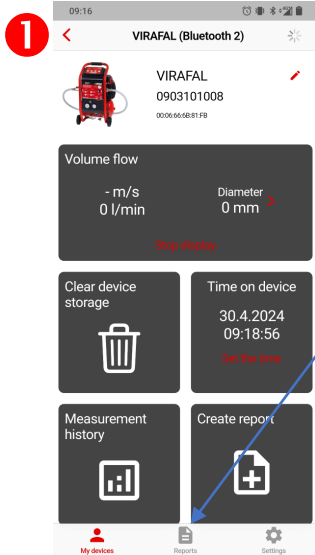 1
09:16
VIRAFAL (Bluetooth 2)
VIRAFAL
0903101008
00:06:66:6B:81:FB
Volume flow
- m/s
0 l/min
Diameter
0 mm
Stop display
Clear device
storage
Time on device
30.4.2024
09:18:56
Set the time
Measurement
history
Create report
My devices
Reports
Settings